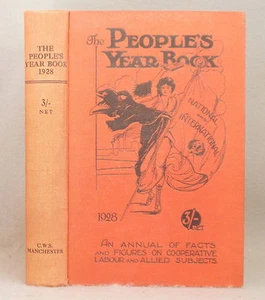 THE
PEOPLE'S
YEAR BOOK
1928
3/-
NET
C.W.S.
MANCHESTER
The PEOPLE'S
YEAR BOOK
NATIONAL
AND
INTERNATIONAL
1928
3/-
NET
AN ANNUAL OF FACTS
AND FIGURES ON COOPERATIVE
LABOUR AND ALLIED SUBJECTS